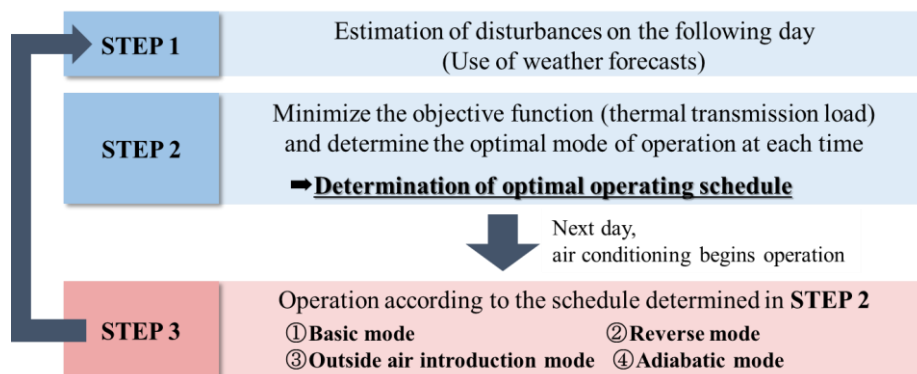 STEP 1
Estimation of disturbances on the following day
(Use of weather forecasts)
STEP 2
Minimize the objective function (thermal transmission load)
and determine the optimal mode of operation at each time
➡Determination of optimal operating schedule
Next day,
air conditioning begins operation
STEP 3
Operation according to the schedule determined in STEP 2
①Basic mode ②Reverse mode
③Outside air introduction mode ④Adiabatic mode